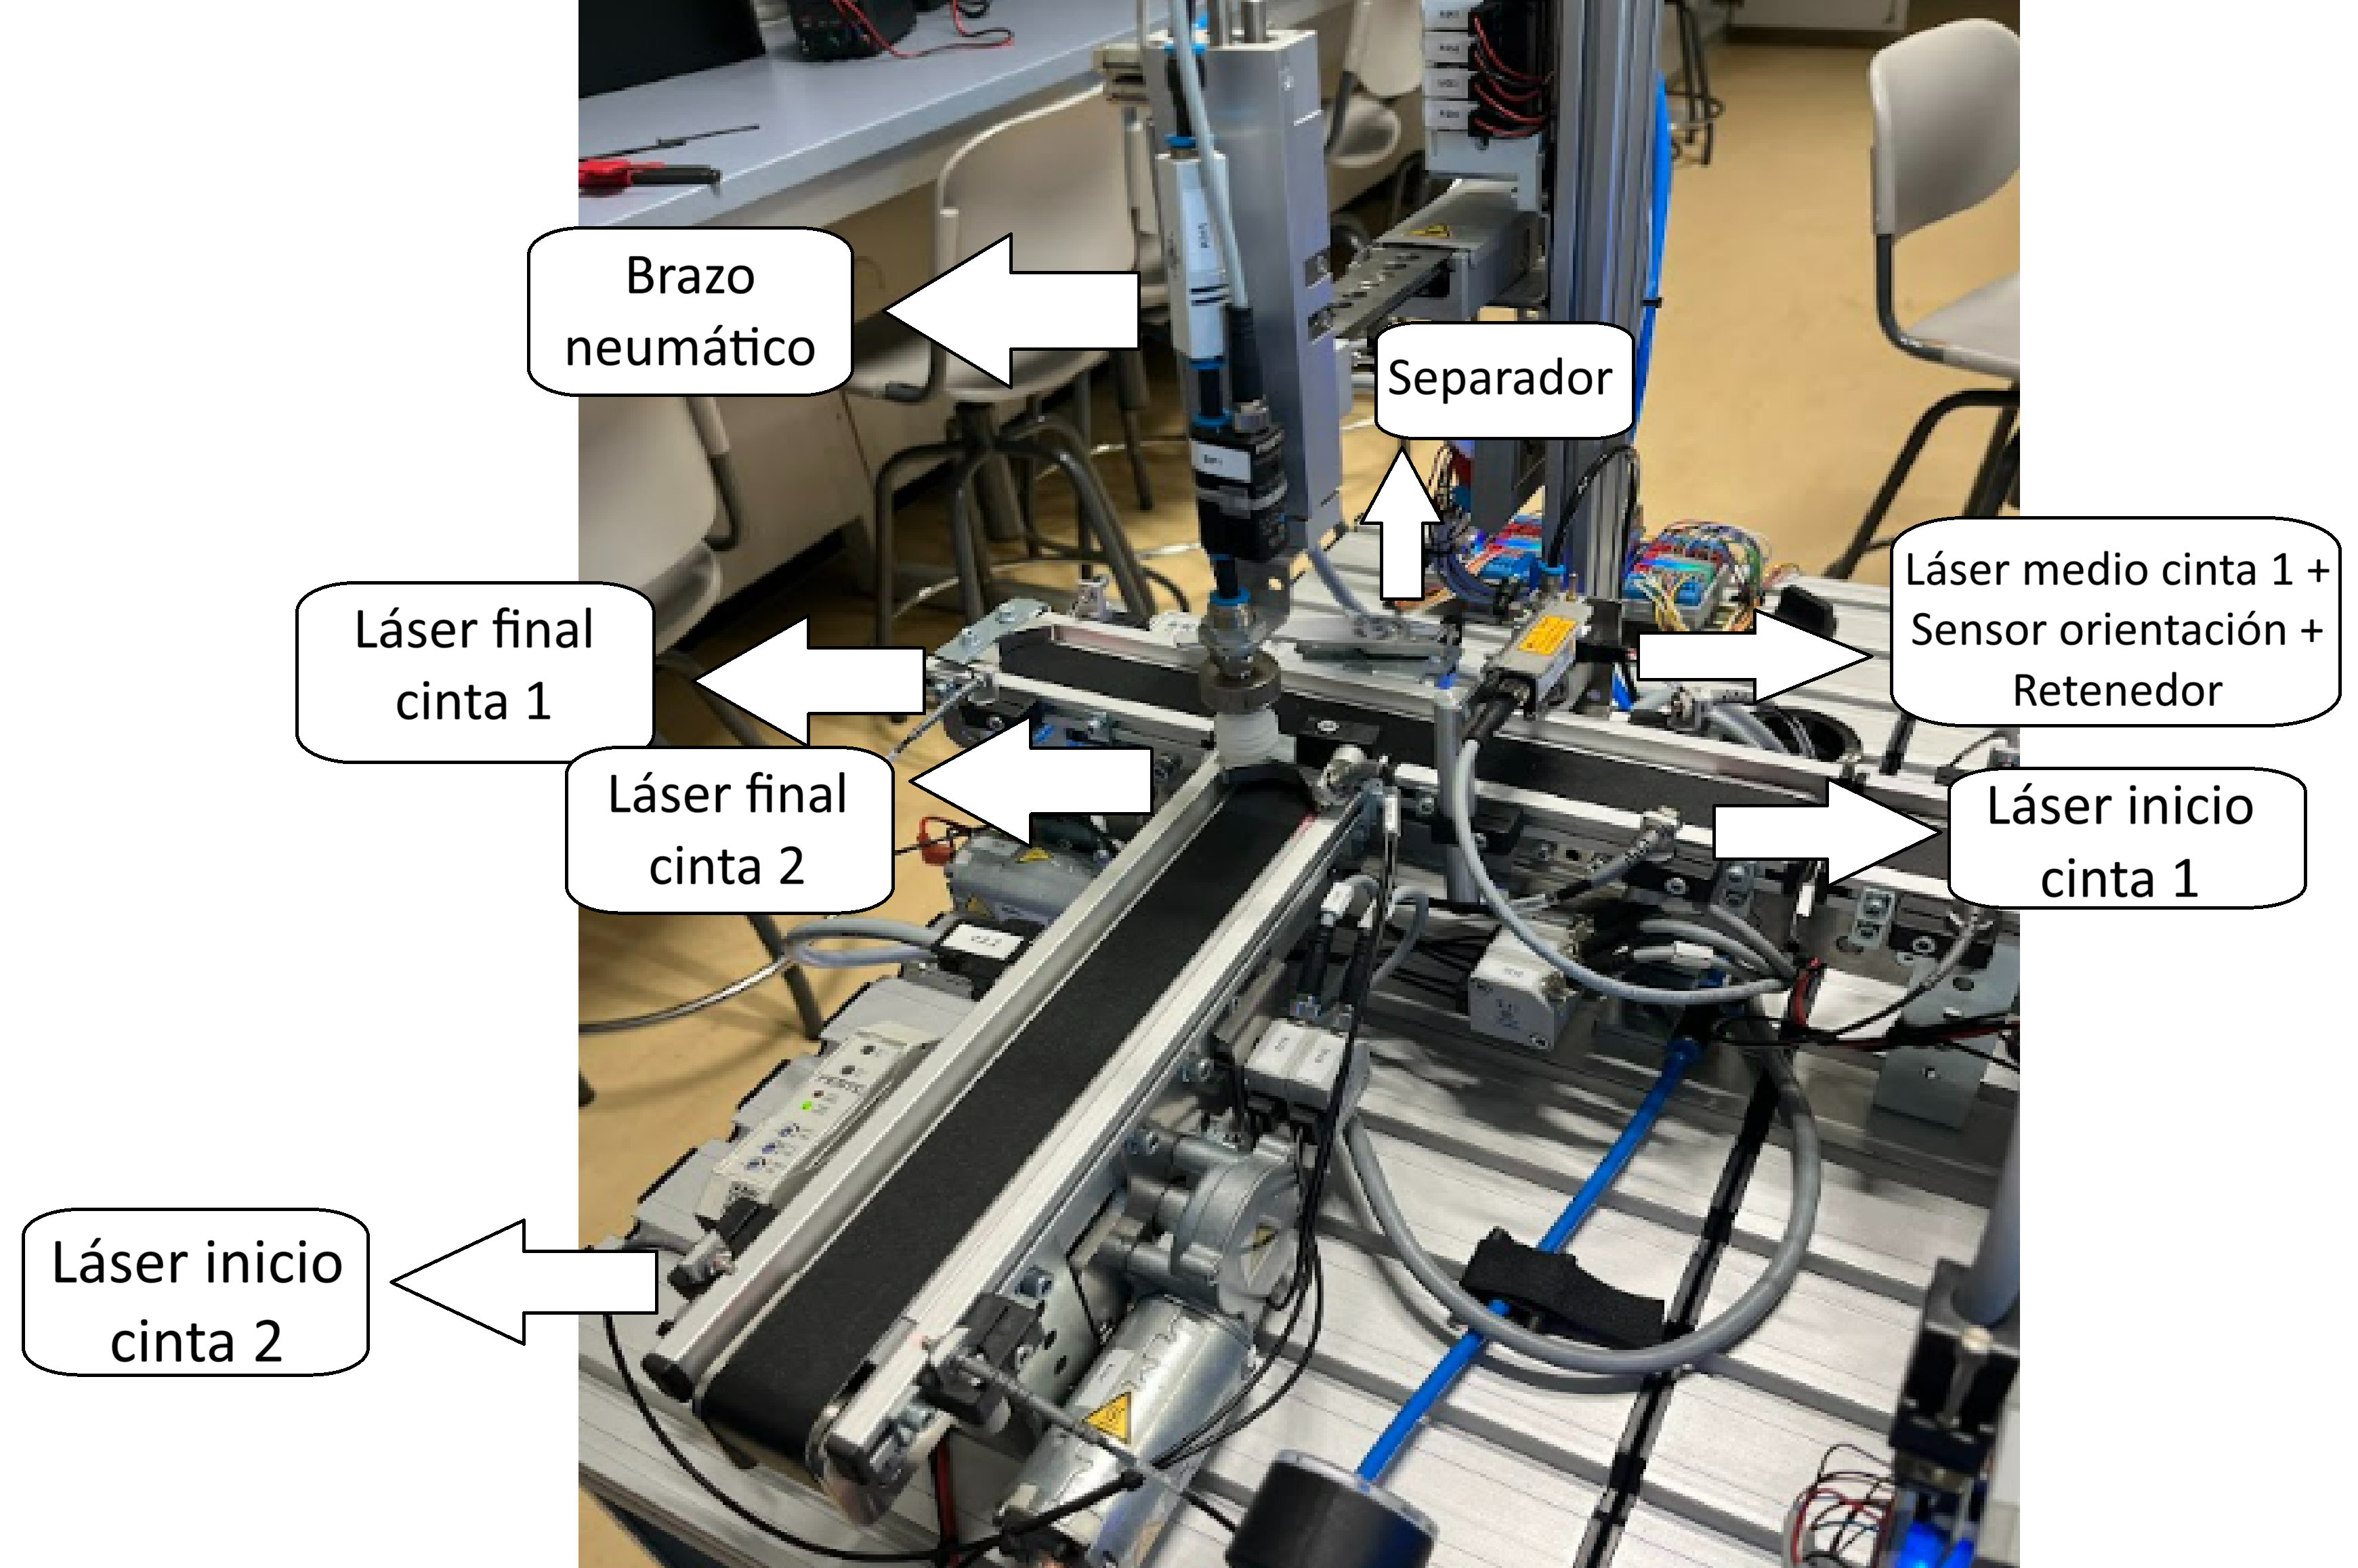 Brazo
neumático
Separador
Láser medio cinta 1 +
Sensor orientación +
Retenedor
Láser final
cinta 1
Láser final
cinta 2
Láser inicio
cinta 1
FESTO
Láser inicio
cinta 2